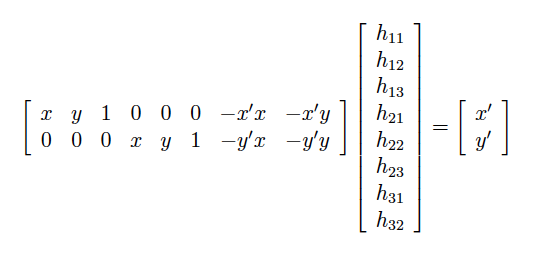 x y 1 0 0 0 −x′x −x′y
0 0 0 x y 1 −y′x −y′y
h11
h12
h13
h21
h22
h23
h31
h32
=
x′
y′